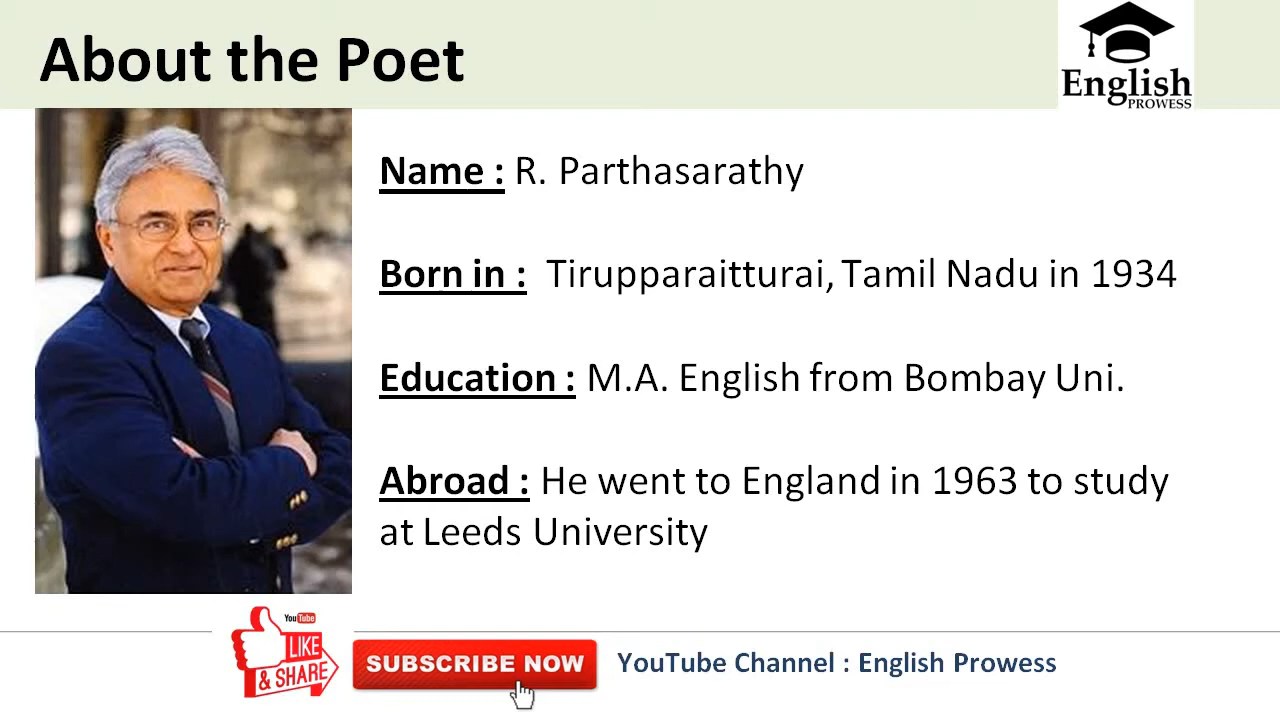 About the Poet
English
PROWESS
Name : R. Parthasarathy
Born in : Tirupparaitturai, Tamil Nadu in 1934
Education : M.A. English from Bombay Uni.
Abroad : He went to England in 1963 to study
at Leeds University
YouTube
LIKE
& SHARE
SUBSCRIBE NOW
YouTube Channel : English Prowess